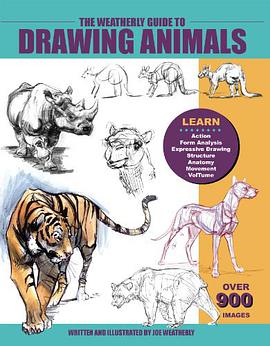 THE WEATHERLY GUIDE TO
DRAWING ANIMALS
LEARN
Action
Form Analysis
Expressive Drawing
Structure
Anatomy
Movement
VolTume
OVER
900
IMAGES
WRITTEN AND ILLUSTRATED BY JOE WEATHERLY